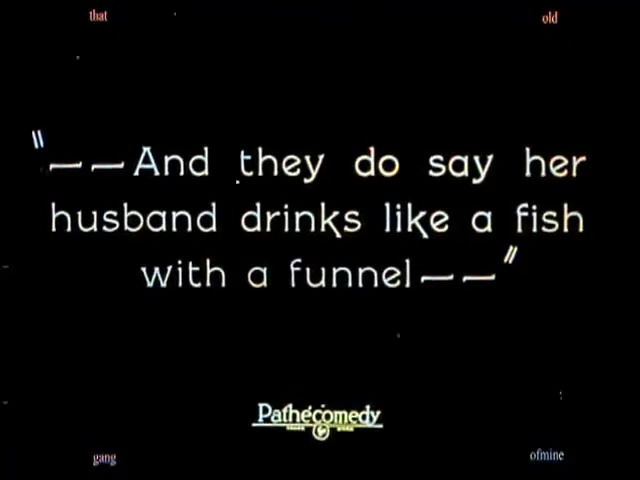 that old
"——And they do say her
husband drinks like a fish
with a funnel——"
Pathécomedy
gang ofmine